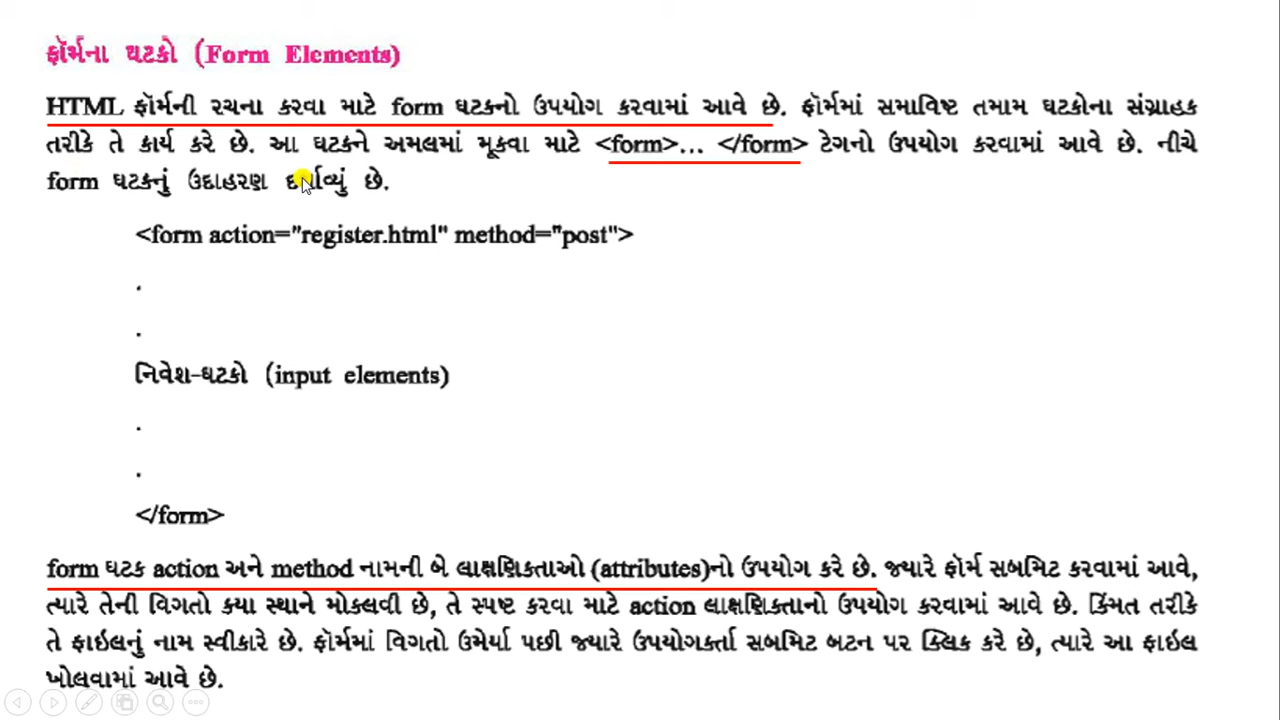 ફૉર્મના ઘટકો (Form Elements)
HTML ફૉર્મની રચના કરવા માટે form ઘટકનો ઉપયોગ કરવામાં આવે છે. ફૉર્મમાં સમાવિષ્ટ તમામ ઘટકોના સંગ્રાહક
તરીકે તે કાર્ય કરે છે. આ ઘટકને અમલમાં મૂકવા માટે <form>... </form> ટેગનો ઉપયોગ કરવામાં આવે છે. નીચે
form ઘટકનું ઉદાહરણ દર્શાવ્યું છે.
<form action="register.html" method="post">
.
.
નિવેશ-ઘટકો (input elements)
.
.
</form>
form ઘટક action અને method નામની બે લાક્ષણિક્તાઓ (attributes)નો ઉપયોગ કરે છે. જ્યારે ફૉર્મ સબમિટ કરવામાં આવે,
ત્યારે તેની વિગતો ક્યા સ્થાને મોકલવી છે, તે સ્પષ્ટ કરવા માટે action લાક્ષણિક્તાનો ઉપયોગ કરવામાં આવે છે. કિંમત તરીકે
તે ફાઇલનું નામ સ્વીકારે છે. ફૉર્મમાં વિગતો ઉમેર્યા પછી જ્યારે ઉપયોગકર્તા સબમિટ બટન પર ક્લિક કરે છે, ત્યારે આ ફાઇલ
ખોલવામાં આવે છે.